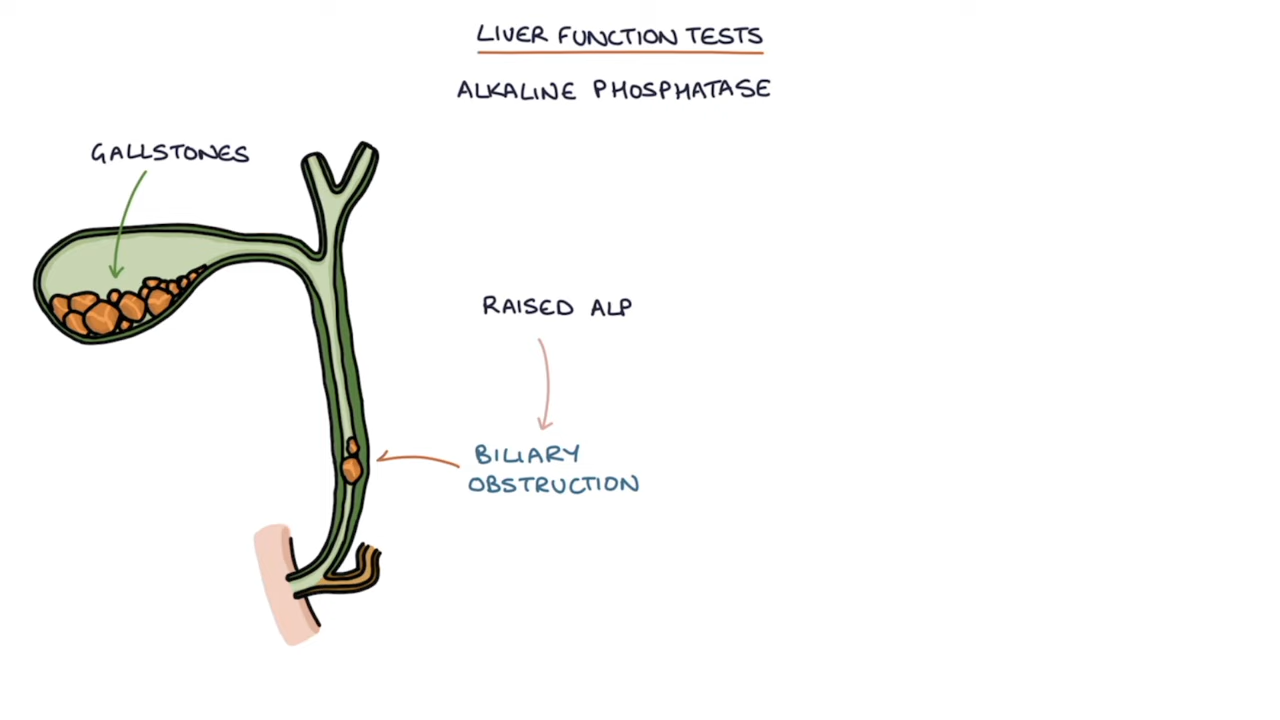 LIVER FUNCTION TESTS
ALKALINE PHOSPHATASE
GALLSTONES
RAISED ALP
BILIARY
OBSTRUCTION